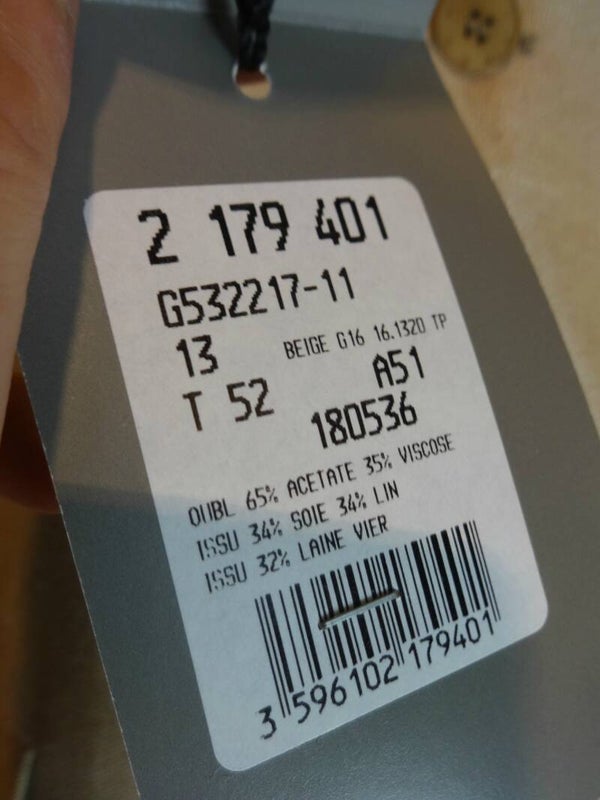 2 179 401
G532217-11
13 BEIGE G16 16.1320 TP
T 52 A51
180536
OUBL 65% ACETATE 35% VISCOSE
ISSU 34% SOIE 34% LIN
ISSU 32% LAINE VIER
3 596102 179401